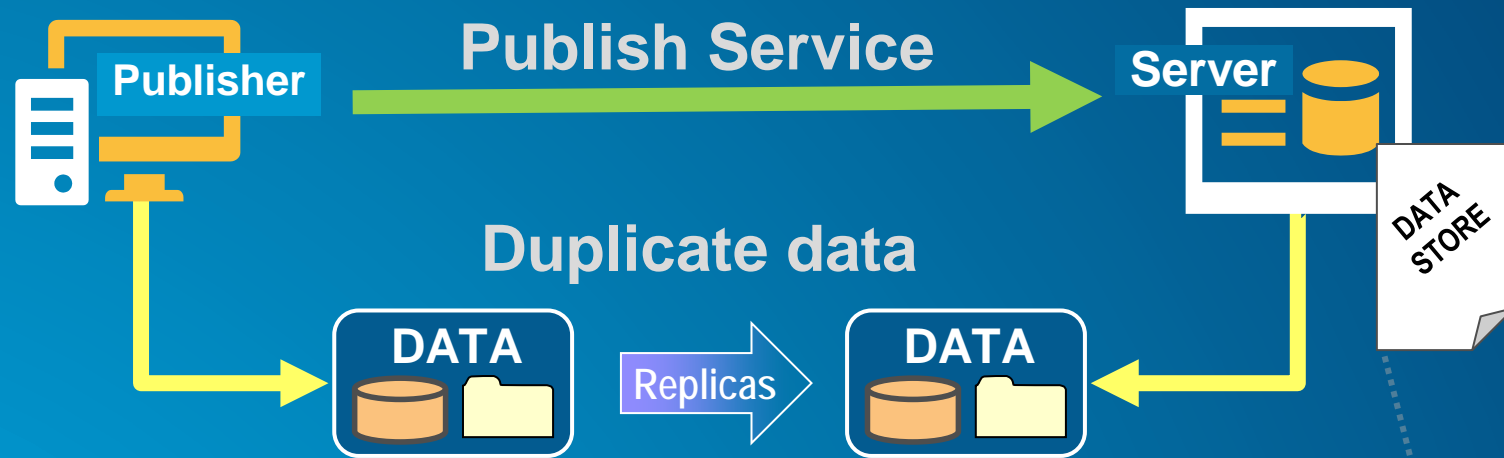 Publish Service
Publisher
Server
DATA
STORE
Duplicate data
DATA
Replicas
DATA